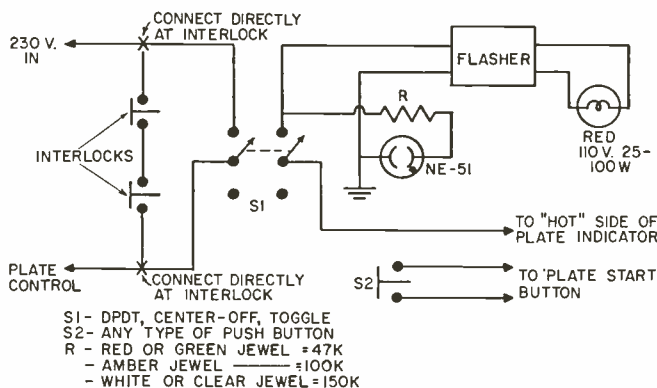 CONNECT DIRECTLY
AT INTERLOCK
230 V.
IN
FLASHER
R
INTERLOCKS
NE-51
RED
110 V. 25-
100 W
S1
TO "HOT" SIDE OF
PLATE INDICATOR
PLATE
CONTROL
CONNECT DIRECTLY
AT INTERLOCK
S2
TO PLATE START
BUTTON
S1- DPDT, CENTER-OFF, TOGGLE
S2- ANY TYPE OF PUSH BUTTON
R - RED OR GREEN JEWEL = 47K
- AMBER JEWEL ——— = 100K
- WHITE OR CLEAR JEWEL = 150K